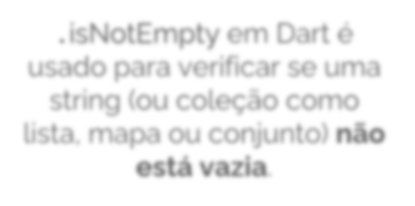 .isNotEmpty em Dart é
usado para verificar se uma
string (ou coleção como
lista, mapa ou conjunto) não
está vazia.